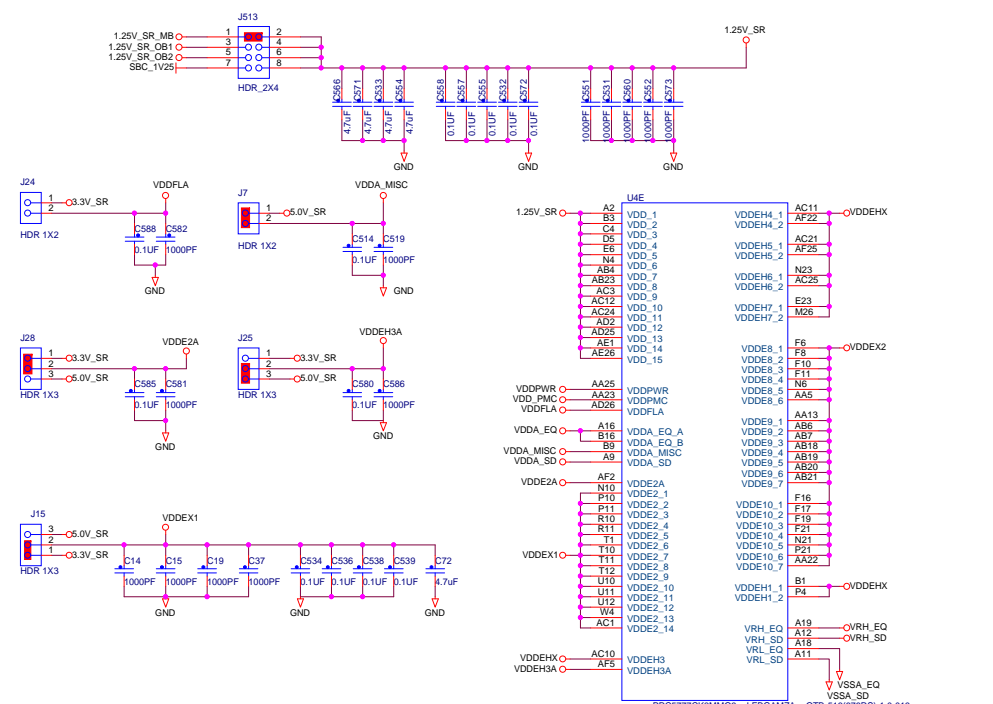 J513
1.25V_SR_MB 1 2
1.25V_SR_OB1 3 4
1.25V_SR_OB2 5 6
SBC_1V25 7 8
HDR_2X4
1.25V_SR
C566 C571 C533 C554 C558 C557 C555 C532 C572 C551 C531 C560 C552 C573
4.7uF 4.7uF 4.7uF 4.7uF 0.1UF 0.1UF 0.1UF 0.1UF 0.1UF 1000PF 1000PF 1000PF 1000PF 1000PF
GND GND GND
J24
1 3.3V_SR
2
HDR 1X2
VDDFLA
C588 C582
0.1UF 1000PF
GND
J7
1 5.0V_SR
2
HDR 1X2
VDDA_MISC
C514 C519
0.1UF 1000PF
GND
J28
1 3.3V_SR
2
3 5.0V_SR
HDR 1X3
VDDE2A
C585 C581
0.1UF 1000PF
GND
J25
1 3.3V_SR
2
3 5.0V_SR
HDR 1X3
VDDEH3A
C580 C586
0.1UF 1000PF
GND
J15
3 5.0V_SR
2
1 3.3V_SR
HDR 1X3
VDDEX1
C14 C15 C19 C37 C534 C536 C538 C539 C72
1000PF 1000PF 1000PF 1000PF 0.1UF 0.1UF 0.1UF 0.1UF 4.7uF
GND GND GND
U4E
1.25V_SR A2 VDD_1
B3 VDD_2
C4 VDD_3
D5 VDD_4
E6 VDD_5
N4 VDD_6
AB4 VDD_7
AB23 VDD_8
AC3 VDD_9
AC12 VDD_10
AC24 VDD_11
AD2 VDD_12
AD25 VDD_13
AE1 VDD_14
AE26 VDD_15
VDDPWR AA25 VDDPWR
VDD_PMC AA23 VDDPMC
VDDFLA AD26 VDDFLA
VDDA_EQ A16 VDDA_EQ_A
B16 VDDA_EQ_B
VDDA_MISC B9 VDDA_MISC
VDDA_SD A9 VDDA_SD
VDDE2A AF2 VDDE2A
N10 VDDE2_1
P10 VDDE2_2
P11 VDDE2_3
R10 VDDE2_4
R11 VDDE2_5
T1 VDDE2_6
VDDEX1 T10 VDDE2_7
T11 VDDE2_8
T12 VDDE2_9
U10 VDDE2_10
U11 VDDE2_11
U12 VDDE2_12
W4 VDDE2_13
AC1 VDDE2_14
VDDEHX AC10 VDDEH3
VDDEH3A AF5 VDDEH3A
VDDEH4_1 AC11 VDDEHX
VDDEH4_2 AF22
VDDEH5_1 AC21
VDDEH5_2 AF25
VDDEH6_1 N23
VDDEH6_2 AC25
VDDEH7_1 E23
VDDEH7_2 M26
VDDE8_1 F6 VDDEX2
VDDE8_2 F8
VDDE8_3 F10
VDDE8_4 F11
VDDE8_5 N6
VDDE8_6 AA5
VDDE9_1 AA13
VDDE9_2 AB6
VDDE9_3 AB7
VDDE9_4 AB18
VDDE9_5 AB19
VDDE9_6 AB20
VDDE9_7 AB21
VDDE10_1 F16
VDDE10_2 F17
VDDE10_3 F19
VDDE10_4 F21
VDDE10_5 N21
VDDE10_6 P21
VDDE10_7 AA22
VDDEH1_1 B1 VDDEHX
VDDEH1_2 P4
VRH_EQ A19 VRH_EQ
VRH_SD A12 VRH_SD
VRL_EQ A18
VRL_SD A11
VSSA_EQ
VSSA_SD